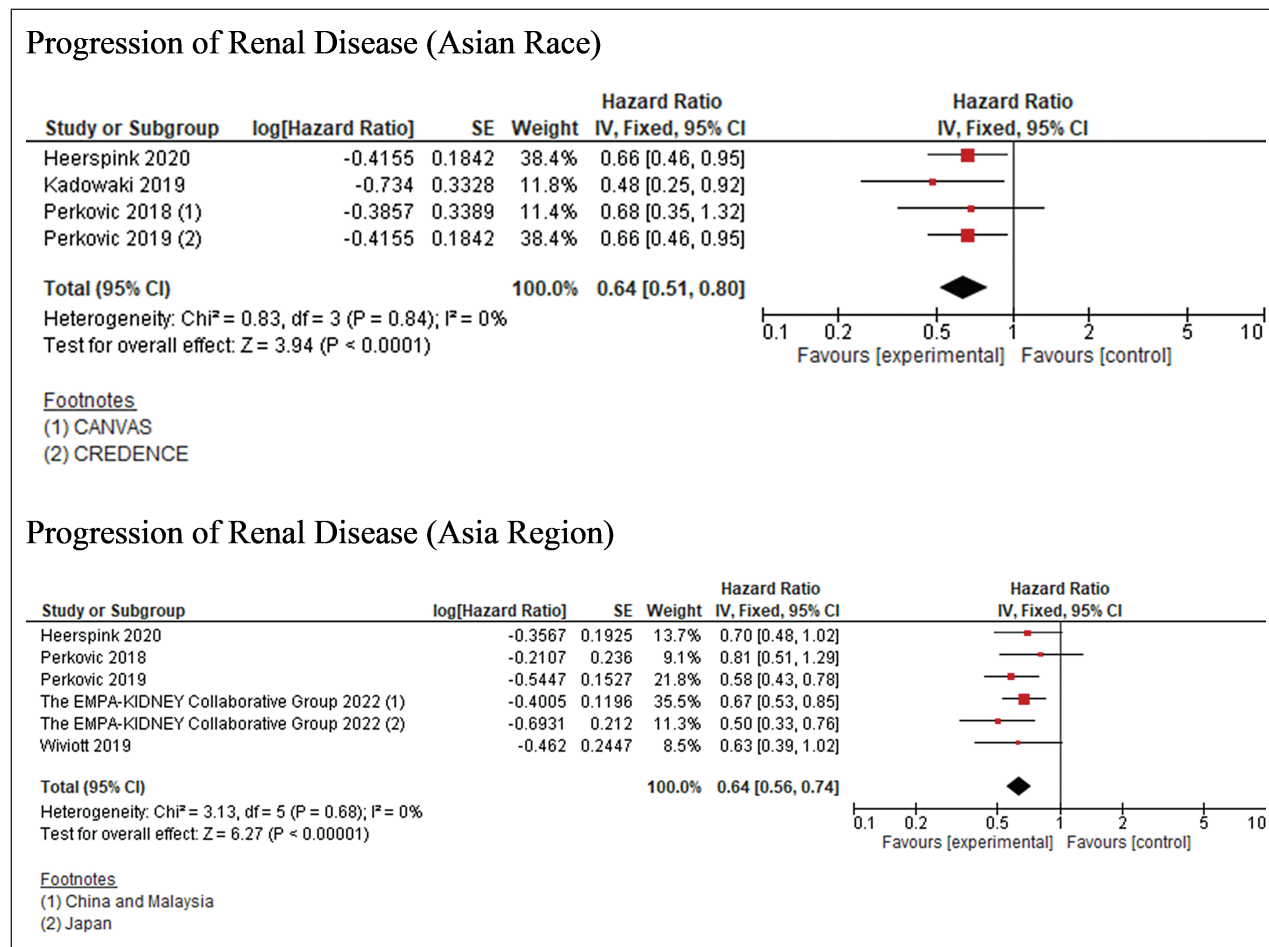 Progression of Renal Disease (Asian Race)
Hazard Ratio Hazard Ratio
Study or Subgroup log[Hazard Ratio] SE Weight IV, Fixed, 95% CI IV, Fixed, 95% CI
Heerspink 2020 -0.4155 0.1842 38.4% 0.66 [0.46, 0.95]
Kadowaki 2019 -0.734 0.3328 11.8% 0.48 [0.25, 0.92]
Perkovic 2018 (1) -0.3857 0.3389 11.4% 0.68 [0.35, 1.32]
Perkovic 2019 (2) -0.4155 0.1842 38.4% 0.66 [0.46, 0.95]
Total (95% CI) 100.0% 0.64 [0.51, 0.80]
Heterogeneity: Chi² = 0.83, df = 3 (P = 0.84); I² = 0%
Test for overall effect: Z = 3.94 (P < 0.0001)
0.1 0.2 0.5 1 2 5 10
Favours [experimental] Favours [control]
Footnotes
(1) CANVAS
(2) CREDENCE
Progression of Renal Disease (Asia Region)
Hazard Ratio Hazard Ratio
Study or Subgroup log[Hazard Ratio] SE Weight IV, Fixed, 95% CI IV, Fixed, 95% CI
Heerspink 2020 -0.3567 0.1925 13.7% 0.70 [0.48, 1.02]
Perkovic 2018 -0.2107 0.236 9.1% 0.81 [0.51, 1.29]
Perkovic 2019 -0.5447 0.1527 21.8% 0.58 [0.43, 0.78]
The EMPA-KIDNEY Collaborative Group 2022 (1) -0.4005 0.1196 35.5% 0.67 [0.53, 0.85]
The EMPA-KIDNEY Collaborative Group 2022 (2) -0.6931 0.212 11.3% 0.50 [0.33, 0.76]
Wiviott 2019 -0.462 0.2447 8.5% 0.63 [0.39, 1.02]
Total (95% CI) 100.0% 0.64 [0.56, 0.74]
Heterogeneity: Chi² = 3.13, df = 5 (P = 0.68); I² = 0%
Test for overall effect: Z = 6.27 (P < 0.00001)
0.1 0.2 0.5 1 2 5 10
Favours [experimental] Favours [control]
Footnotes
(1) China and Malaysia
(2) Japan